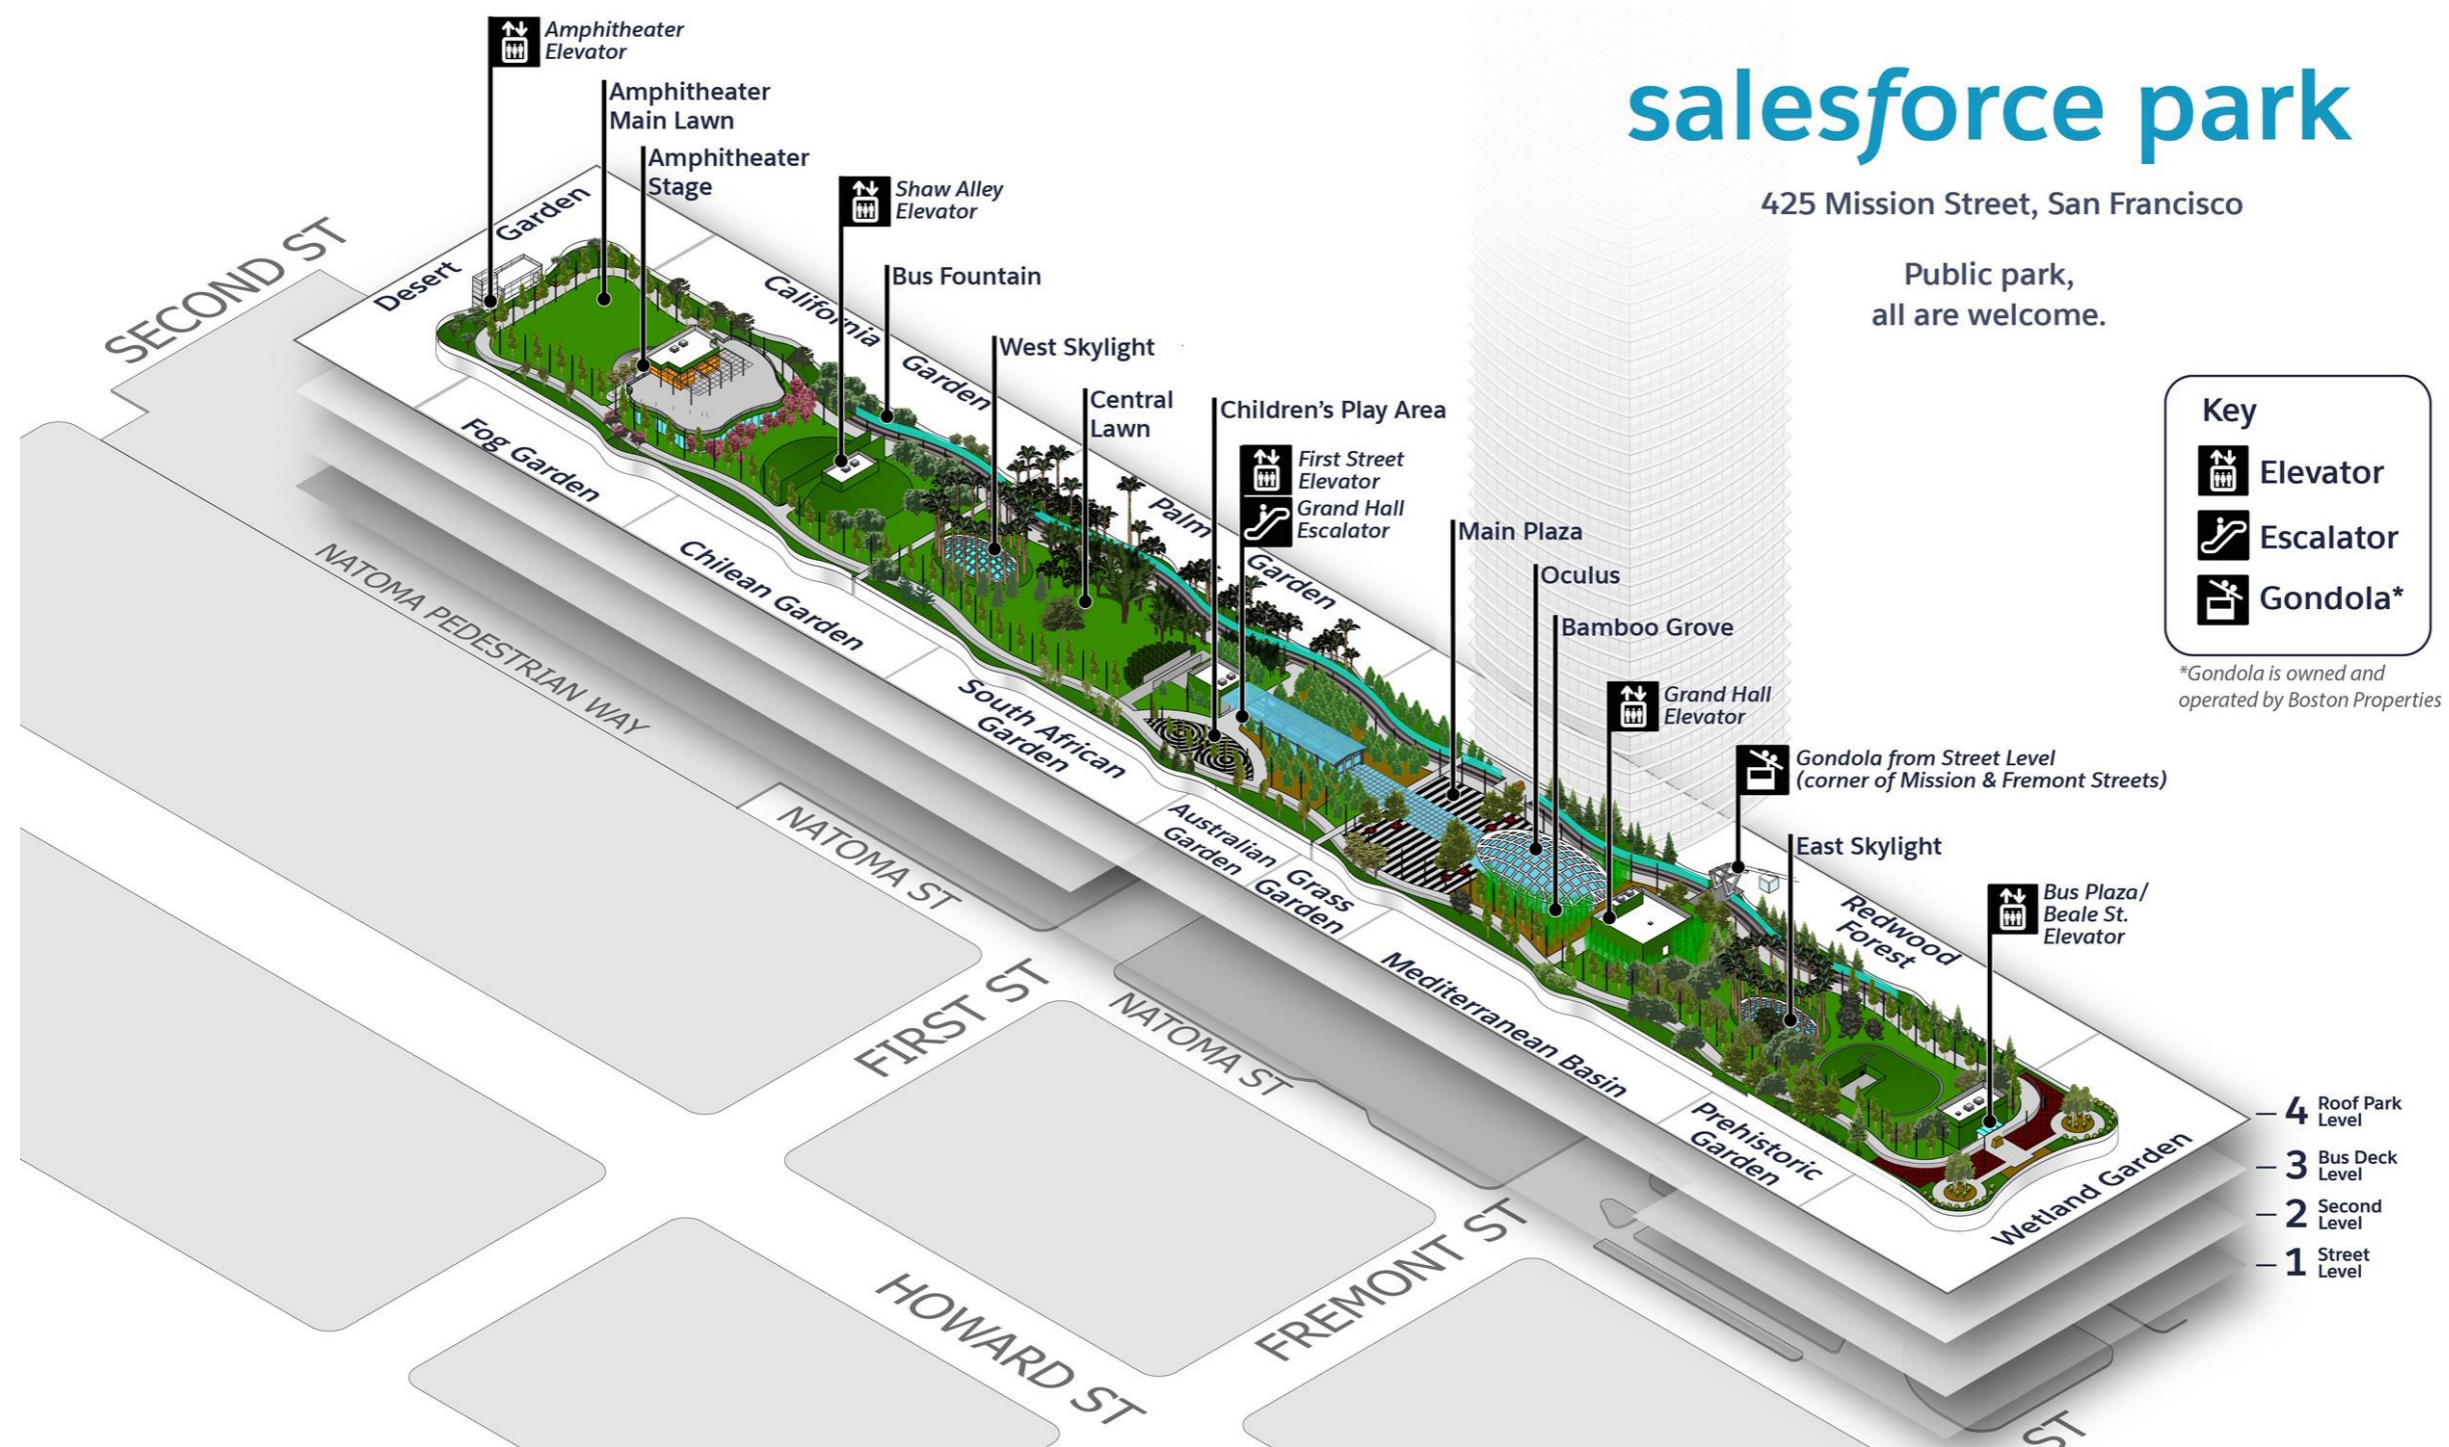 salesforce park
425 Mission Street, San Francisco
Public park,
all are welcome.
Amphitheater
Elevator
Amphitheater
Main Lawn
Amphitheater
Stage
Shaw Alley
Elevator
Bus Fountain
West Skylight
Central
Lawn
Children's Play Area
First Street
Elevator
Grand Hall
Escalator
Main Plaza
Oculus
Bamboo Grove
Grand Hall
Elevator
Gondola from Street Level
(corner of Mission & Fremont Streets)
East Skylight
Bus Plaza/
Beale St.
Elevator
Key
Elevator
Escalator
Gondola*
*Gondola is owned and
operated by Boston Properties
Desert Garden
California Garden
Palm Garden
Redwood
Forest
Fog Garden
Chilean Garden
South African
Garden
Australian
Garden
Grass
Garden
Mediterranean Basin
Prehistoric
Garden
Wetland Garden
4 Roof Park
Level
3 Bus Deck
Level
2 Second
Level
1 Street
Level
SECOND ST
NATOMA PEDESTRIAN WAY
NATOMA ST
FIRST ST
NATOMA ST
HOWARD ST
FREMONT ST
ST